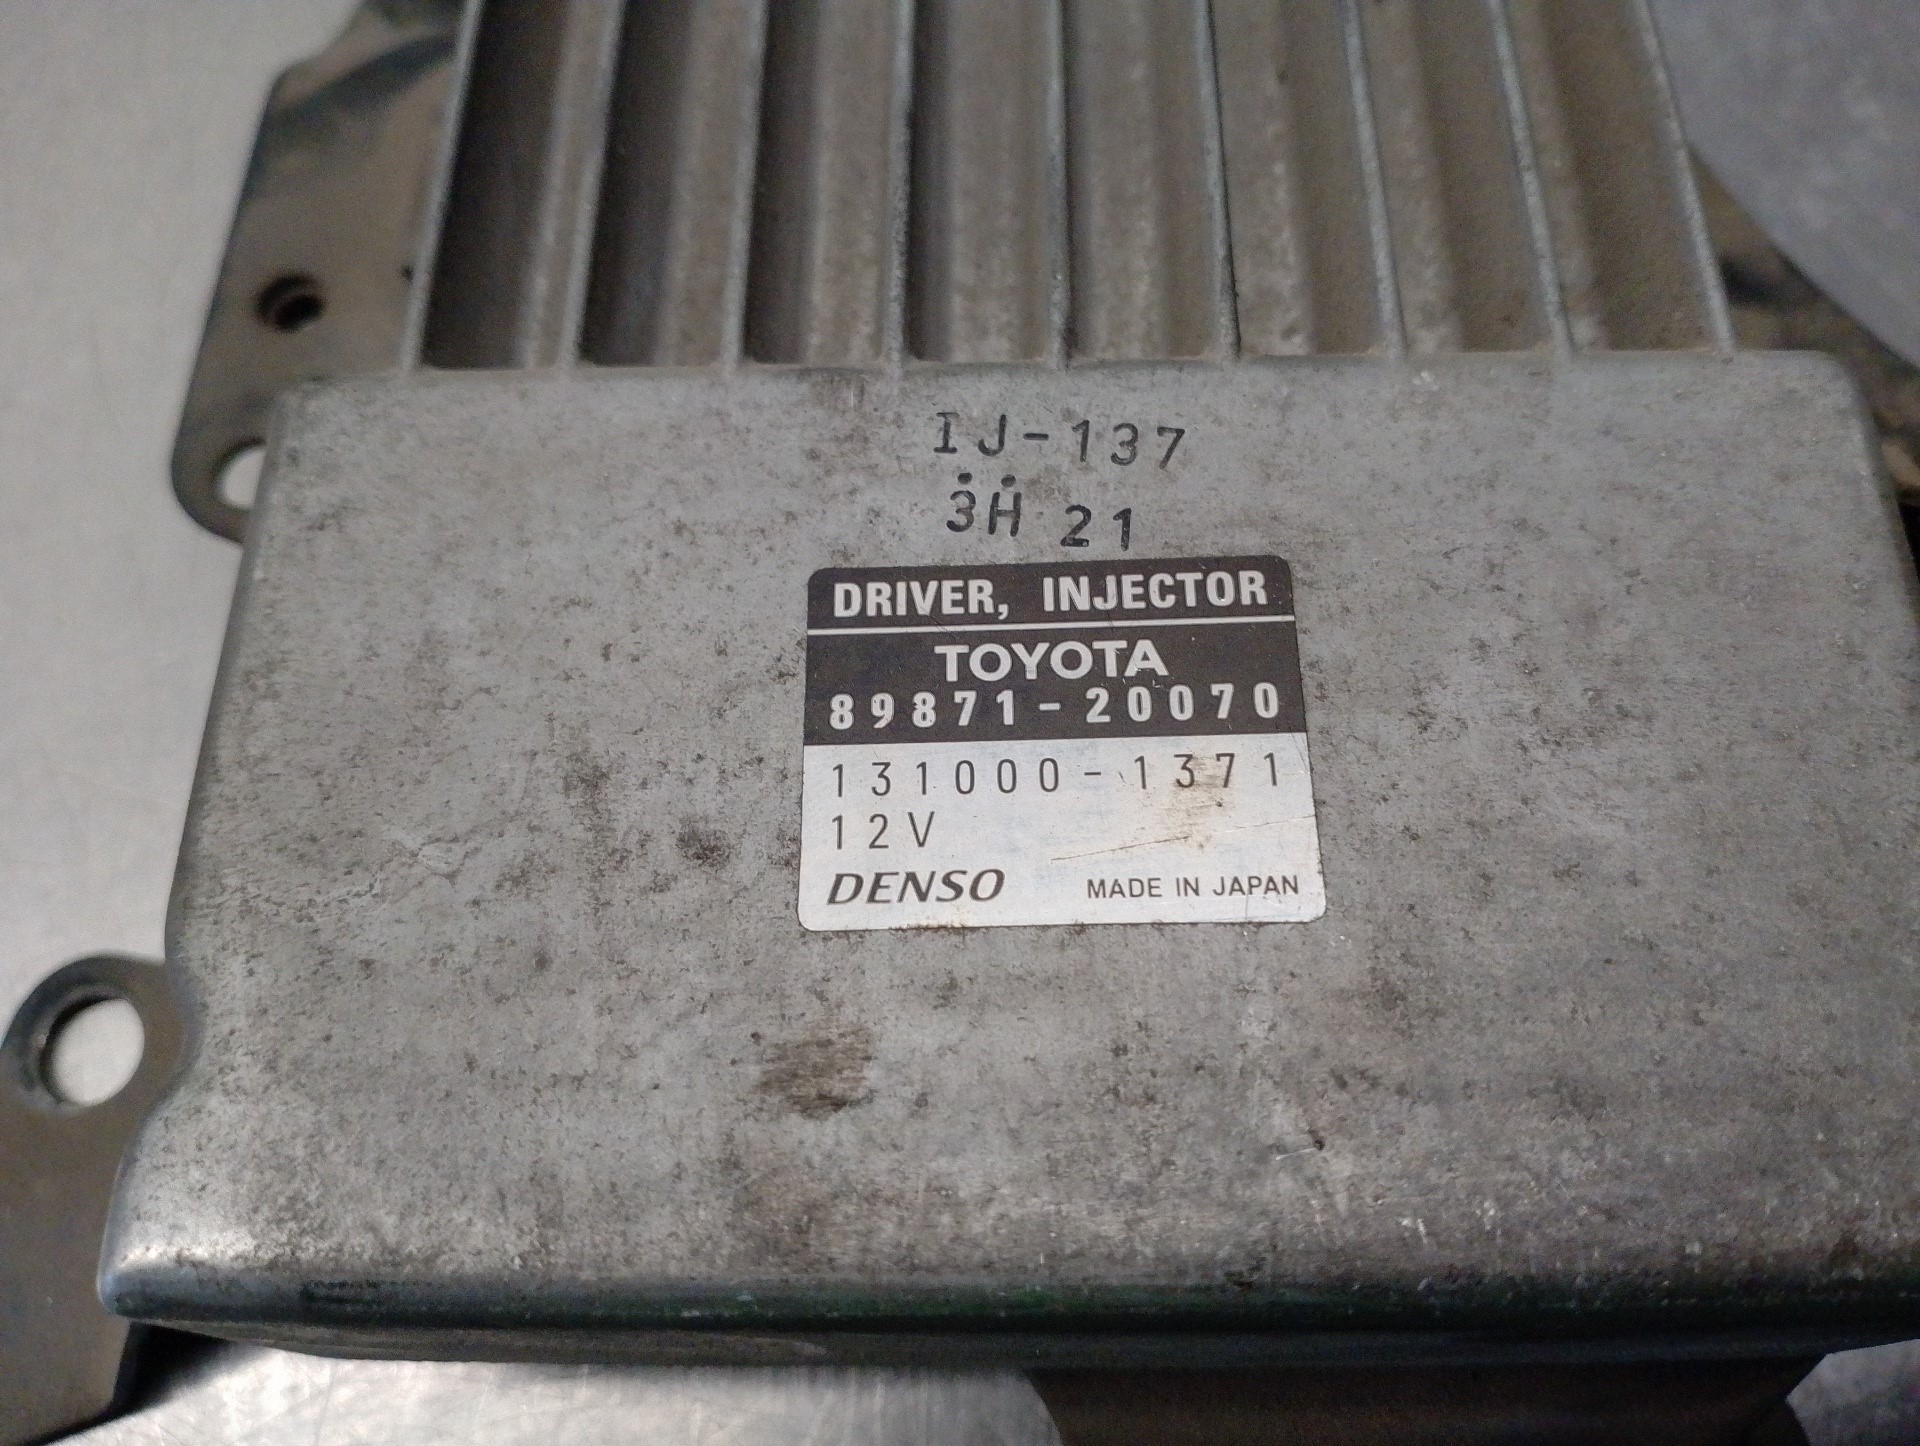 IJ-137
3H 21
DRIVER, INJECTOR
TOYOTA
89871-20070
131000-1371
12V
DENSO MADE IN JAPAN